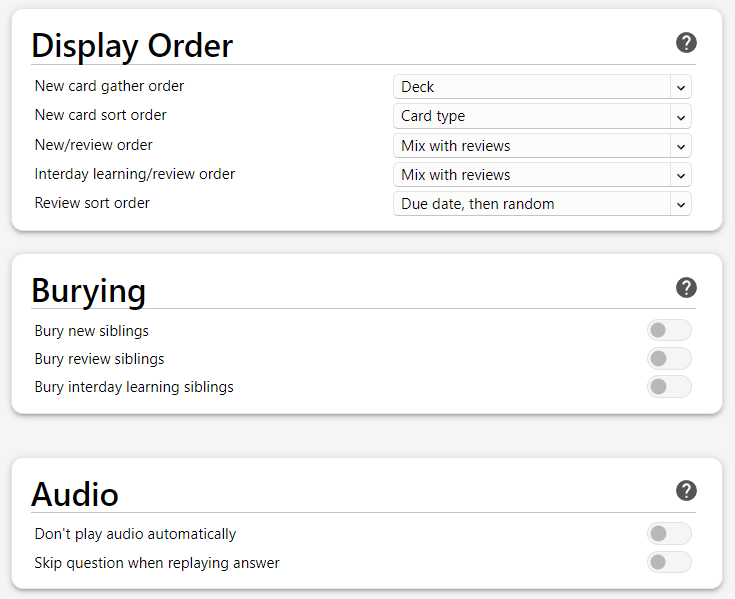 Display Order
New card gather order Deck
New card sort order Card type
New/review order Mix with reviews
Interday learning/review order Mix with reviews
Review sort order Due date, then random
Burying
Bury new siblings
Bury review siblings
Bury interday learning siblings
Audio
Don't play audio automatically
Skip question when replaying answer